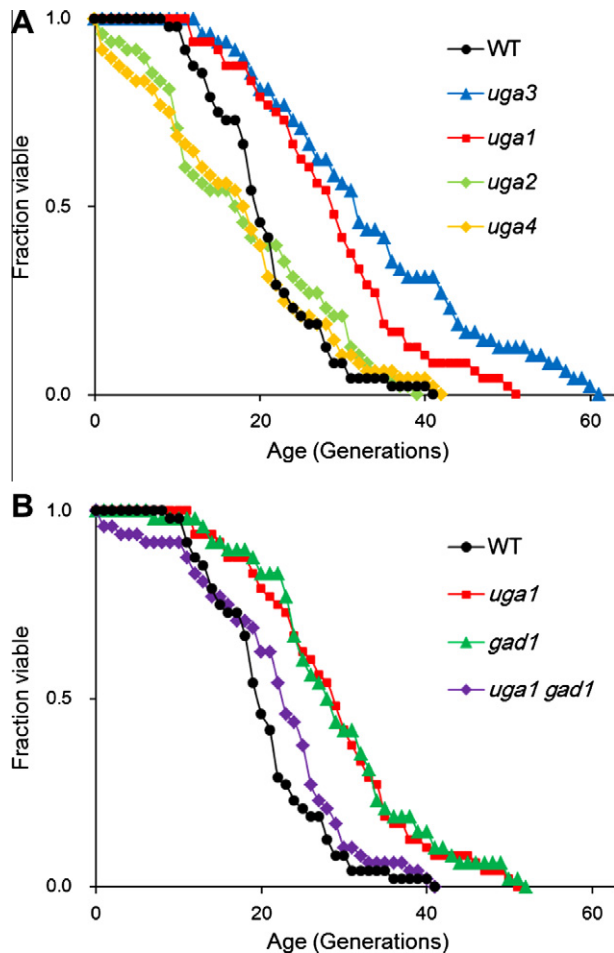 A
Fraction viable
1.0
0.5
0.0
WT
uga3
uga1
uga2
uga4
0
20
40
60
Age (Generations)
B
Fraction viable
1.0
0.5
0.0
WT
uga1
gad1
uga1 gad1
0
20
40
60
Age (Generations)